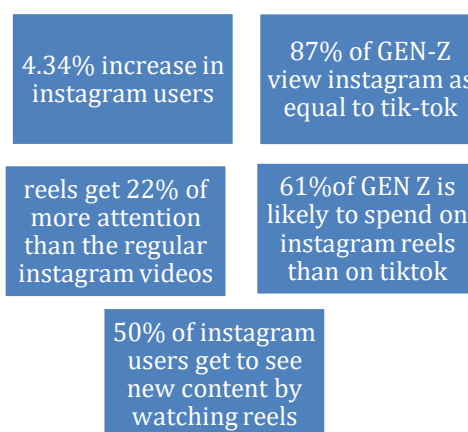 4.34% increase in
instagram users
87% of GEN-Z
view instagram as
equal to tik-tok
reels get 22% of
more attention
than the regular
instagram videos
61%of GEN Z is
likely to spend on
instagram reels
than on tiktok
50% of instagram
users get to see
new content by
watching reels